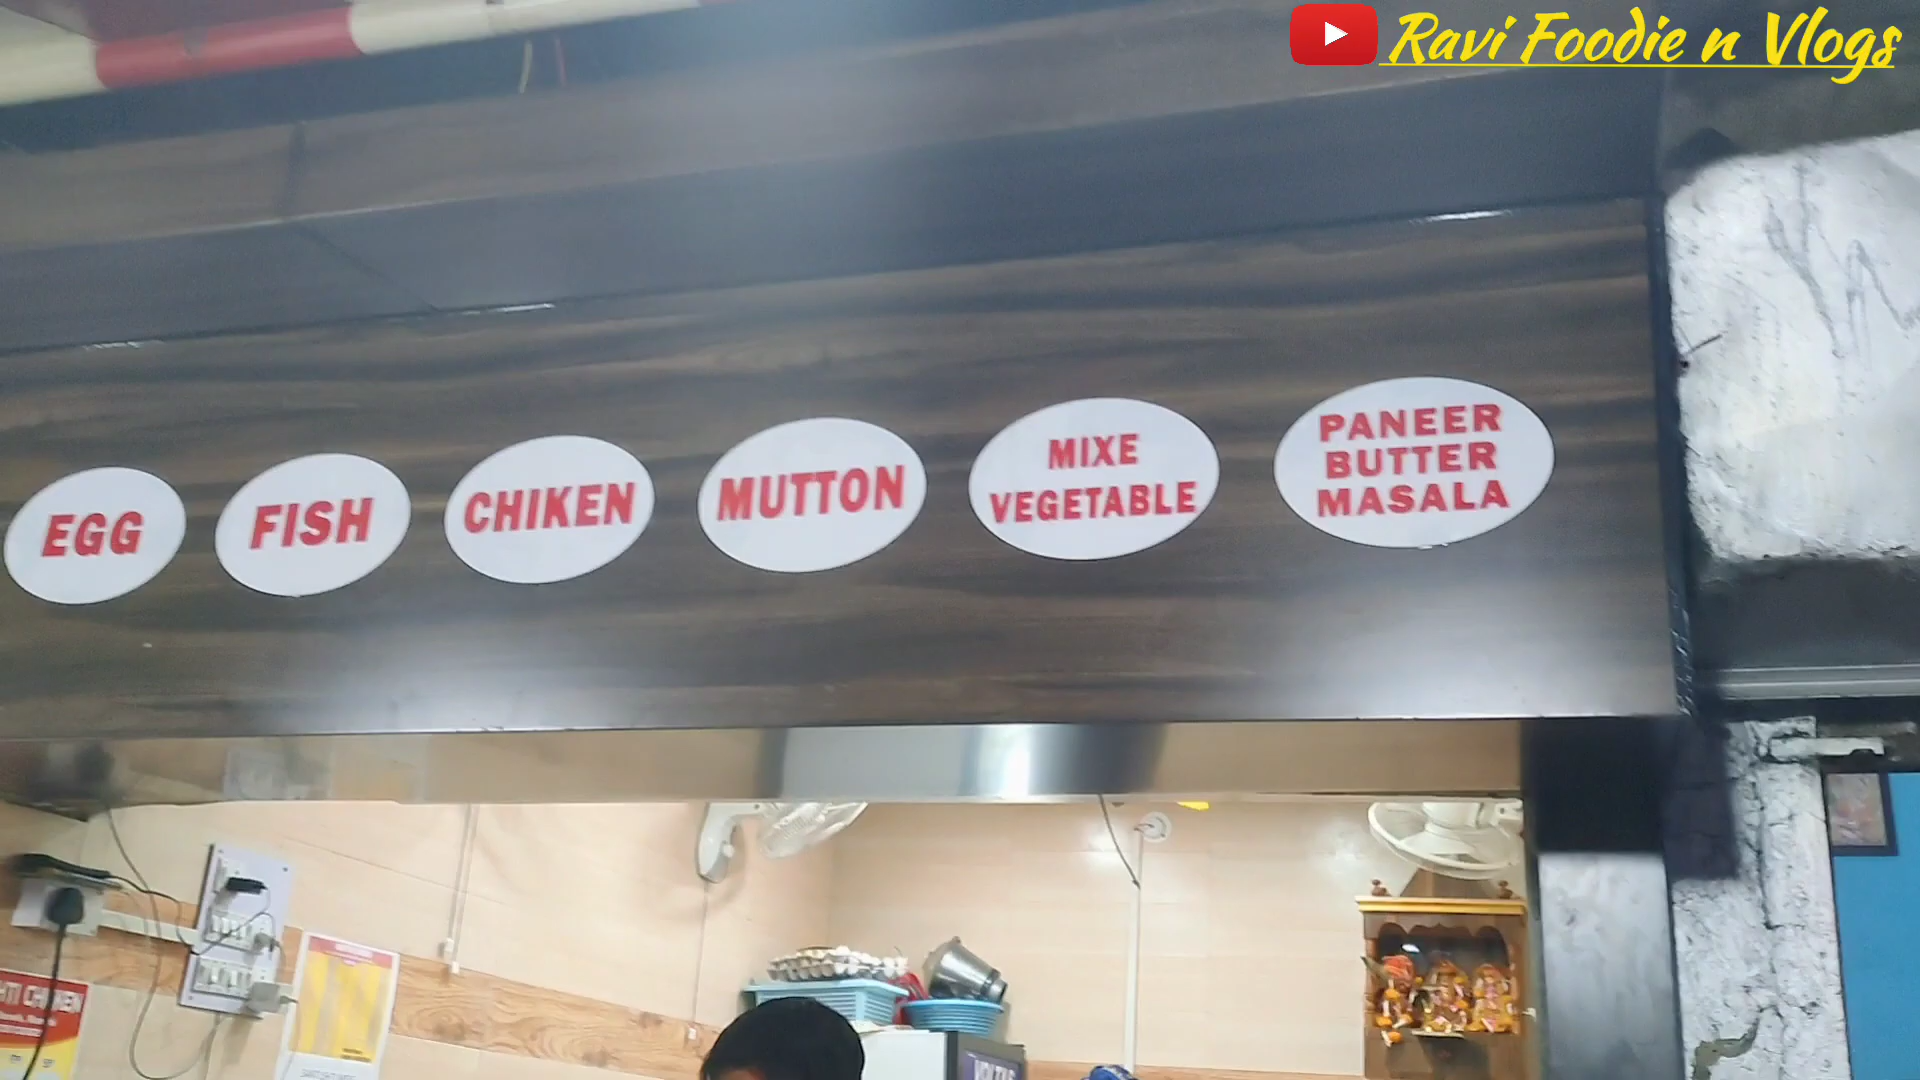 Ravi Foodie n Vlogs
EGG
FISH
CHIKEN
MUTTON
MIXE
VEGETABLE
PANEER
BUTTER
MASALA